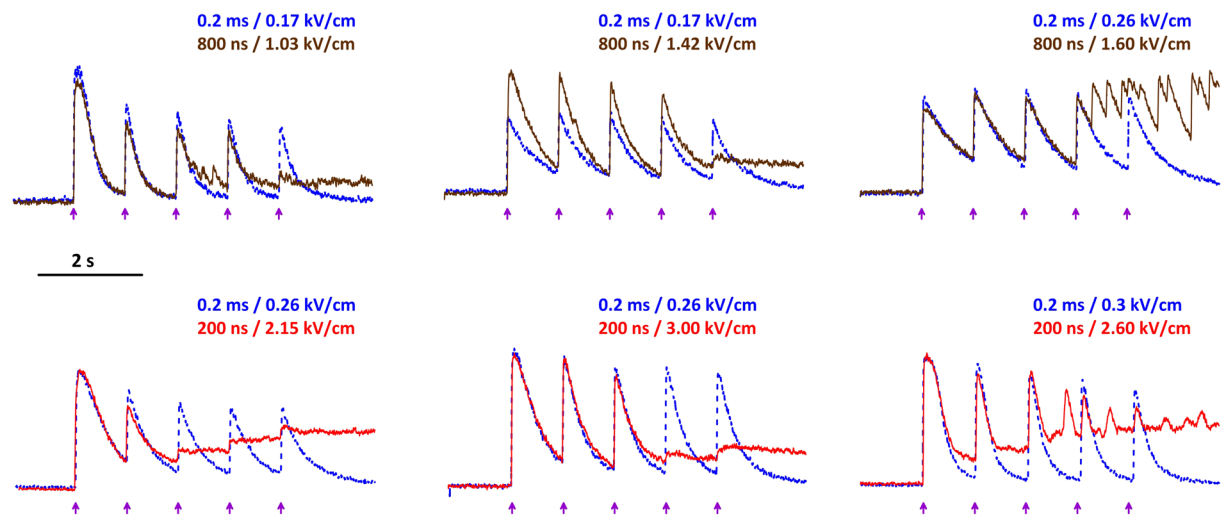 0.2 ms / 0.17 kV/cm
800 ns / 1.03 kV/cm
0.2 ms / 0.17 kV/cm
800 ns / 1.42 kV/cm
0.2 ms / 0.26 kV/cm
800 ns / 1.60 kV/cm
2 s
0.2 ms / 0.26 kV/cm
200 ns / 2.15 kV/cm
0.2 ms / 0.26 kV/cm
200 ns / 3.00 kV/cm
0.2 ms / 0.3 kV/cm
200 ns / 2.60 kV/cm